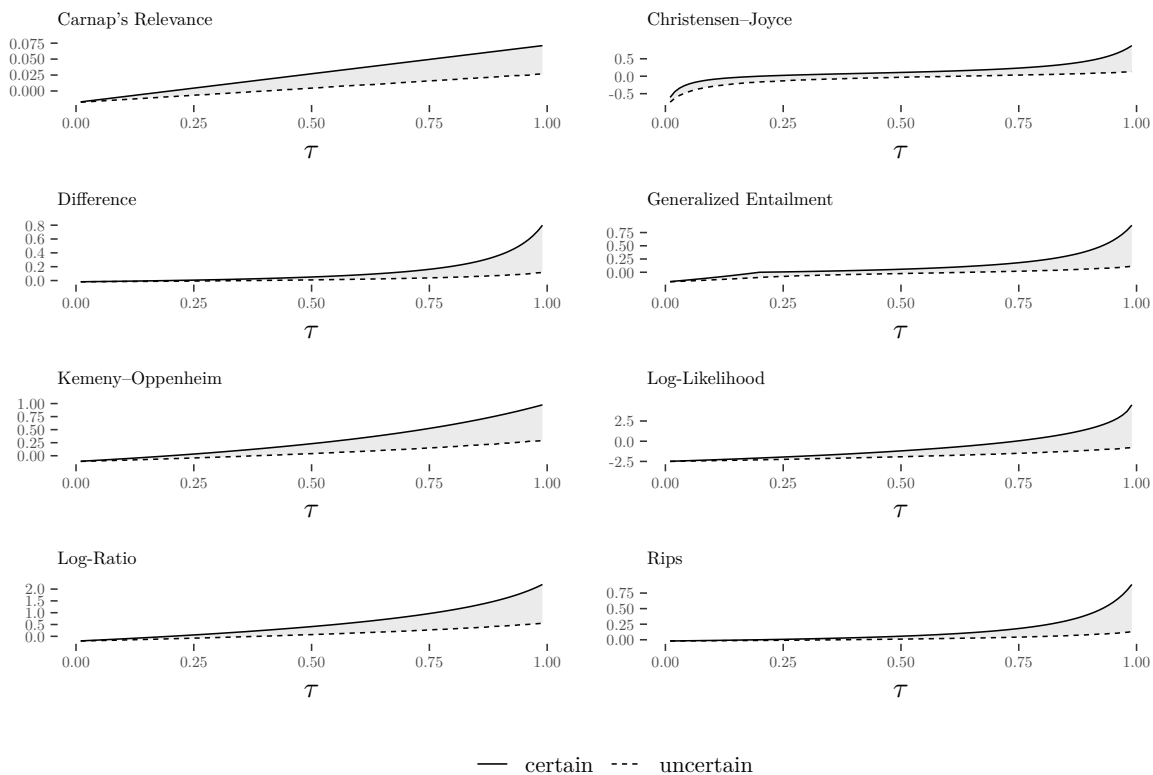 Carnap's Relevance
0.075
0.050
0.025
0.000
0.00 0.25 0.50 0.75 1.00
τ
Christensen–Joyce
0.5
0.0
-0.5
0.00 0.25 0.50 0.75 1.00
τ
Difference
0.8
0.6
0.4
0.2
0.0
0.00 0.25 0.50 0.75 1.00
τ
Generalized Entailment
0.75
0.50
0.25
0.00
0.00 0.25 0.50 0.75 1.00
τ
Kemeny–Oppenheim
1.00
0.75
0.50
0.25
0.00
0.00 0.25 0.50 0.75 1.00
τ
Log-Likelihood
2.5
0.0
-2.5
0.00 0.25 0.50 0.75 1.00
τ
Log-Ratio
2.0
1.5
1.0
0.5
0.0
0.00 0.25 0.50 0.75 1.00
τ
Rips
0.75
0.50
0.25
0.00
0.00 0.25 0.50 0.75 1.00
τ
certain uncertain